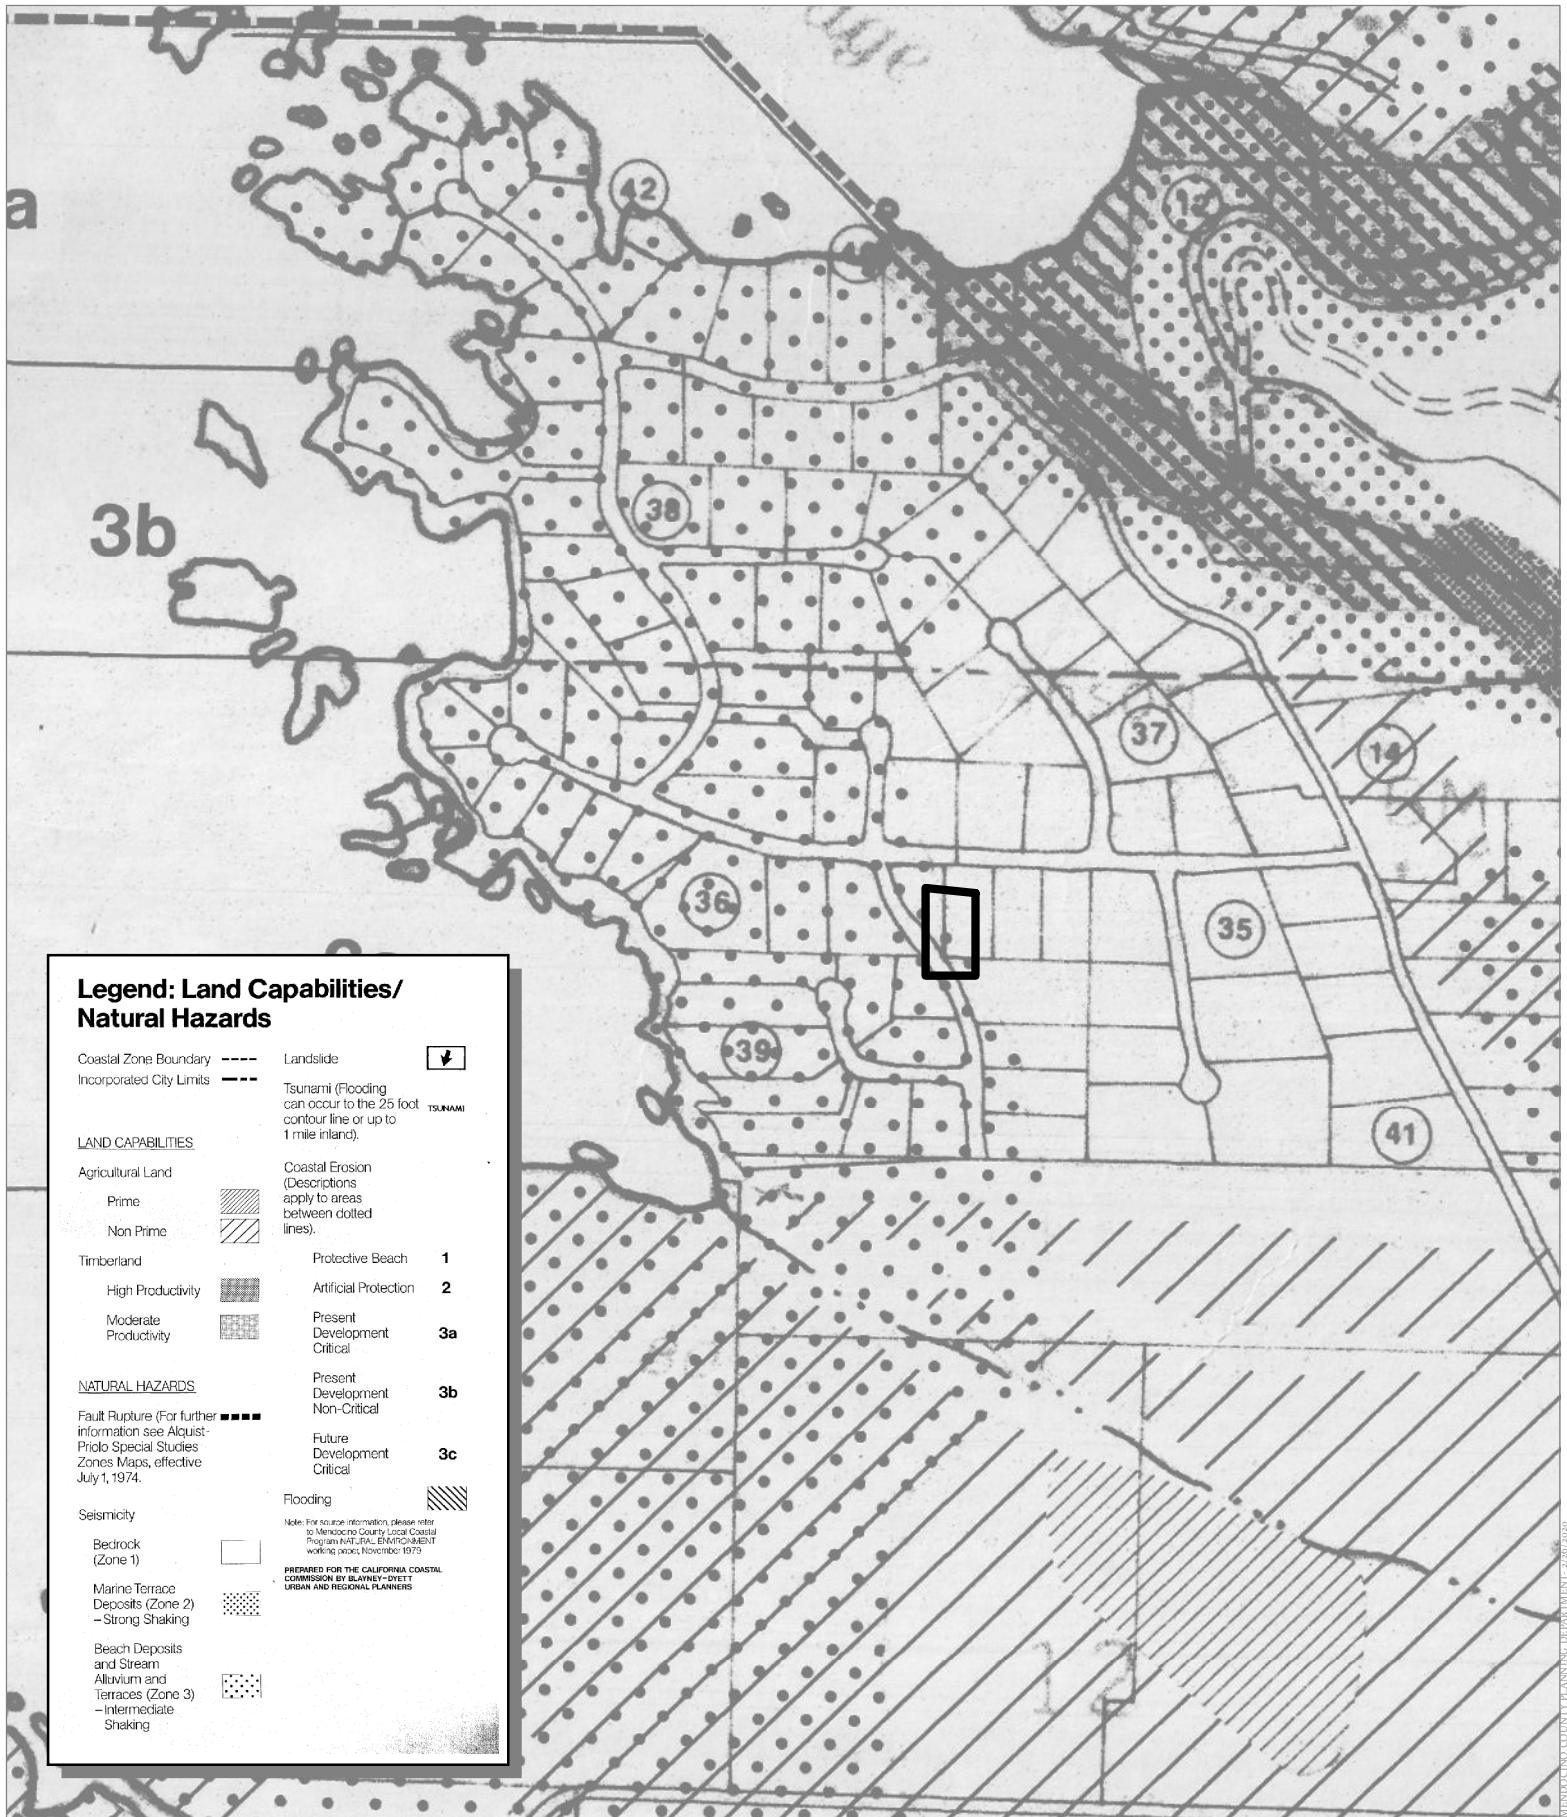 a
42
12
3b
38
37
14
36
35
39
41
12
Legend: Land Capabilities/
Natural Hazards
Coastal Zone Boundary
Incorporated City Limits
LAND CAPABILITIES
Agricultural Land
Prime
Non Prime
Timberland
High Productivity
Moderate
Productivity
NATURAL HAZARDS
Fault Rupture (For further
information see Alquist-
Priolo Special Studies
Zones Maps, effective
July 1, 1974.
Seismicity
Bedrock
(Zone 1)
Marine Terrace
Deposits (Zone 2)
–Strong Shaking
Beach Deposits
and Stream
Alluvium and
Terraces (Zone 3)
–Intermediate
Shaking
Landslide
Tsunami (Flooding
can occur to the 25 foot TSUNAMI
contour line or up to
1 mile inland).
Coastal Erosion
(Descriptions
apply to areas
between dotted
lines).
Protective Beach 1
Artificial Protection 2
Present
Development 3a
Critical
Present
Development 3b
Non-Critical
Future
Development 3c
Critical
Flooding
Note: For source information, please refer
to Mendocino County Local Coastal
Program NATURAL ENVIRONMENT
working paper, November 1979
PREPARED FOR THE CALIFORNIA COASTAL
COMMISSION BY BLAYNEY-DYETT
URBAN AND REGIONAL PLANNERS